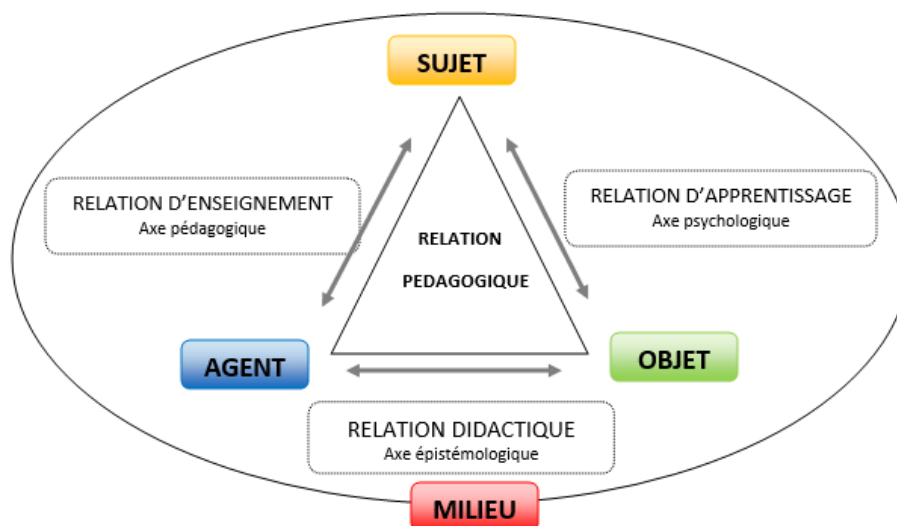 SUJET
RELATION D'ENSEIGNEMENT
Axe pédagogique
RELATION D'APPRENTISSAGE
Axe psychologique
RELATION
PEDAGOGIQUE
AGENT
OBJET
RELATION DIDACTIQUE
Axe épistémologique
MILIEU